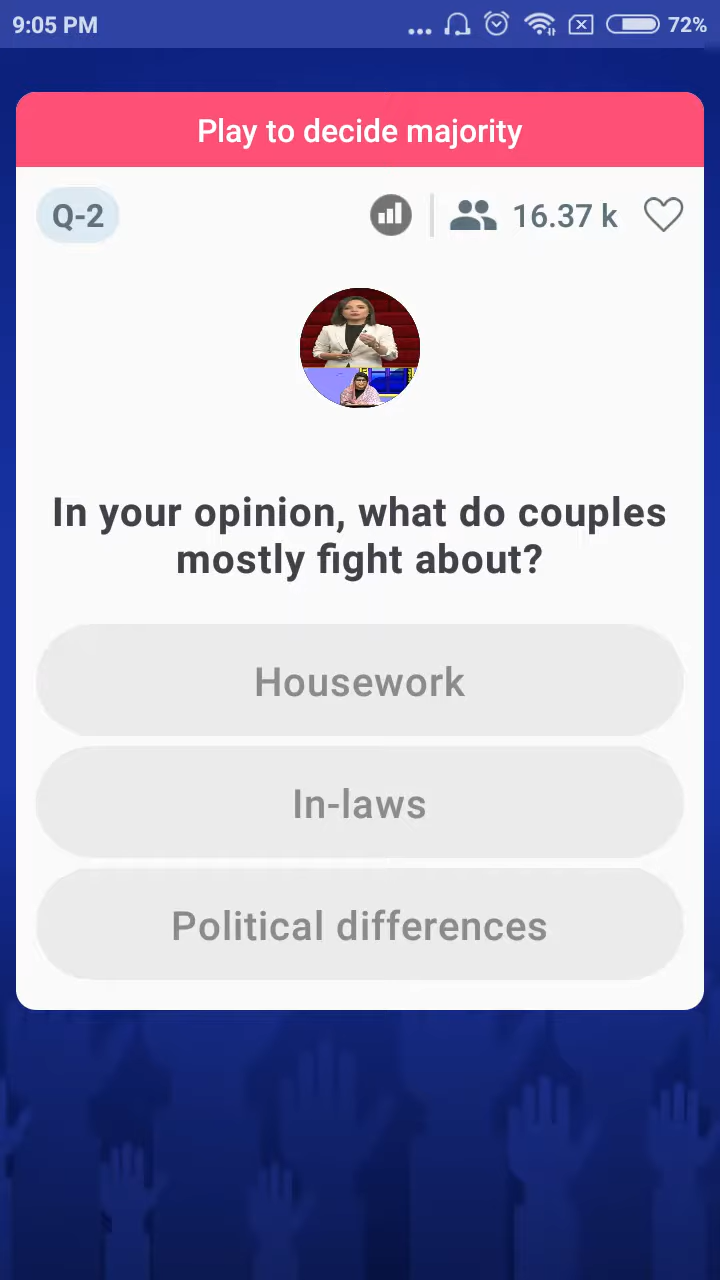 9:05 PM
72%
Play to decide majority
Q-2
16.37 k
In your opinion, what do couples
mostly fight about?
Housework
In-laws
Political differences